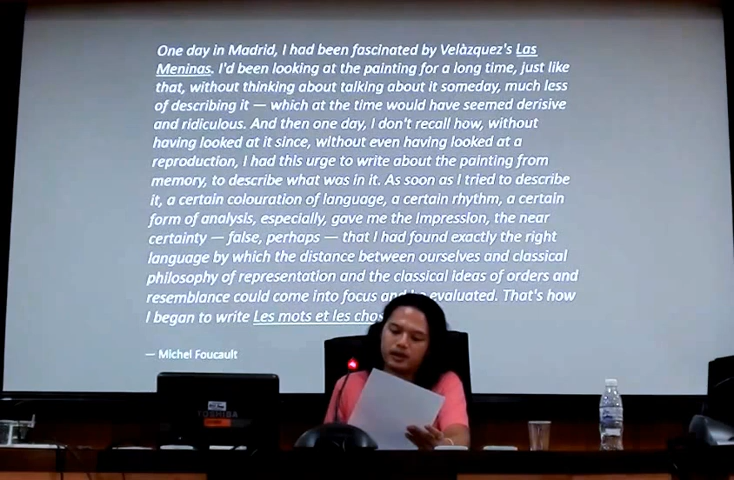 One day in Madrid, I had been fascinated by Velàzquez's Las
Meninas. I'd been looking at the painting for a long time, just like
that, without thinking about talking about it someday, much less
of describing it — which at the time would have seemed derisive
and ridiculous. And then one day, I don't recall how, without
having looked at it since, without even having looked at a
reproduction, I had this urge to write about the painting from
memory, to describe what was in it. As soon as I tried to describe
it, a certain colouration of language, a certain rhythm, a certain
form of analysis, especially, gave me the impression, the near
certainty — false, perhaps — that I had found exactly the right
language by which the distance between ourselves and classical
philosophy of representation and the classical ideas of orders and
resemblance could come into focus and evaluated. That's how
I began to write Les mots et les
— Michel Foucault
TOSHIBA